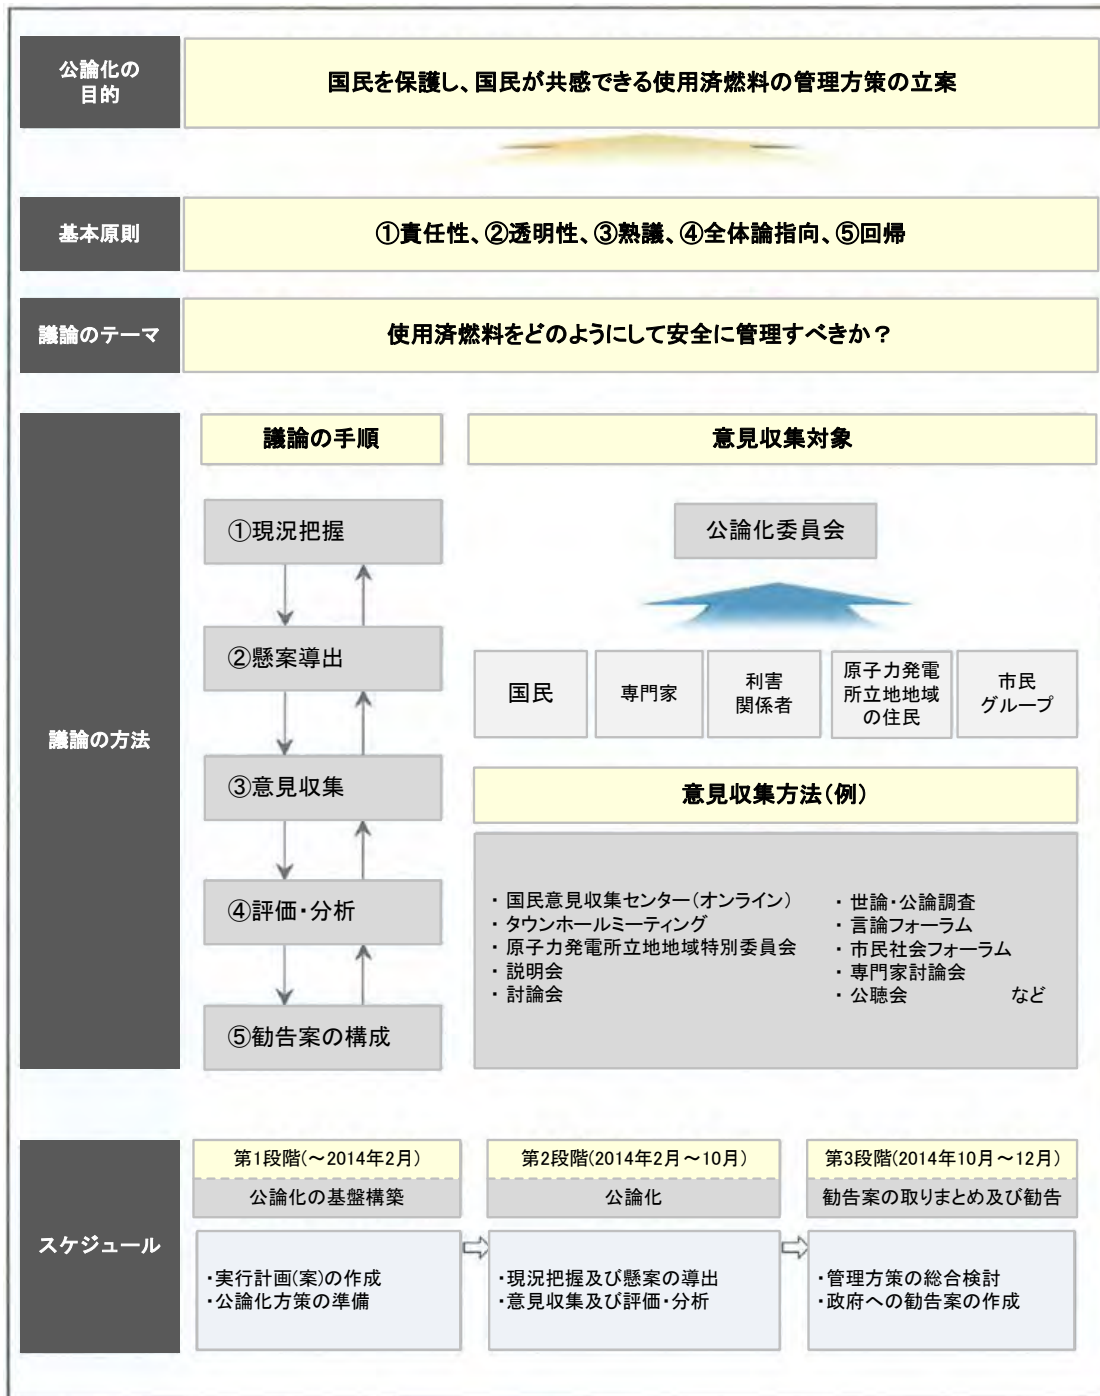 公論化の
目的
国民を保護し、国民が共感できる使用済燃料の管理方策の立案
基本原則
①責任性、②透明性、③熟議、④全体論指向、⑤回帰
議論のテーマ
使用済燃料をどのようにして安全に管理すべきか？
議論の方法
議論の手順
①現況把握
②懸案導出
③意見収集
④評価・分析
⑤勧告案の構成
意見収集対象
公論化委員会
国民
専門家
利害
関係者
原子力発電
所立地地域
の住民
市民
グループ
意見収集方法（例）
・ 国民意見収集センター（オンライン）
・ タウンホールミーティング
・ 原子力発電所立地地域特別委員会
・ 説明会
・ 討論会
・ 世論・公論調査
・ 言論フォーラム
・ 市民社会フォーラム
・ 専門家討論会
・ 公聴会 など
スケジュール
第1段階(～2014年2月)
公論化の基盤構築
・実行計画(案)の作成
・公論化方策の準備
第2段階(2014年2月～10月)
公論化
・現況把握及び懸案の導出
・意見収集及び評価・分析
第3段階(2014年10月～12月)
勧告案の取りまとめ及び勧告
・管理方策の総合検討
・政府への勧告案の作成